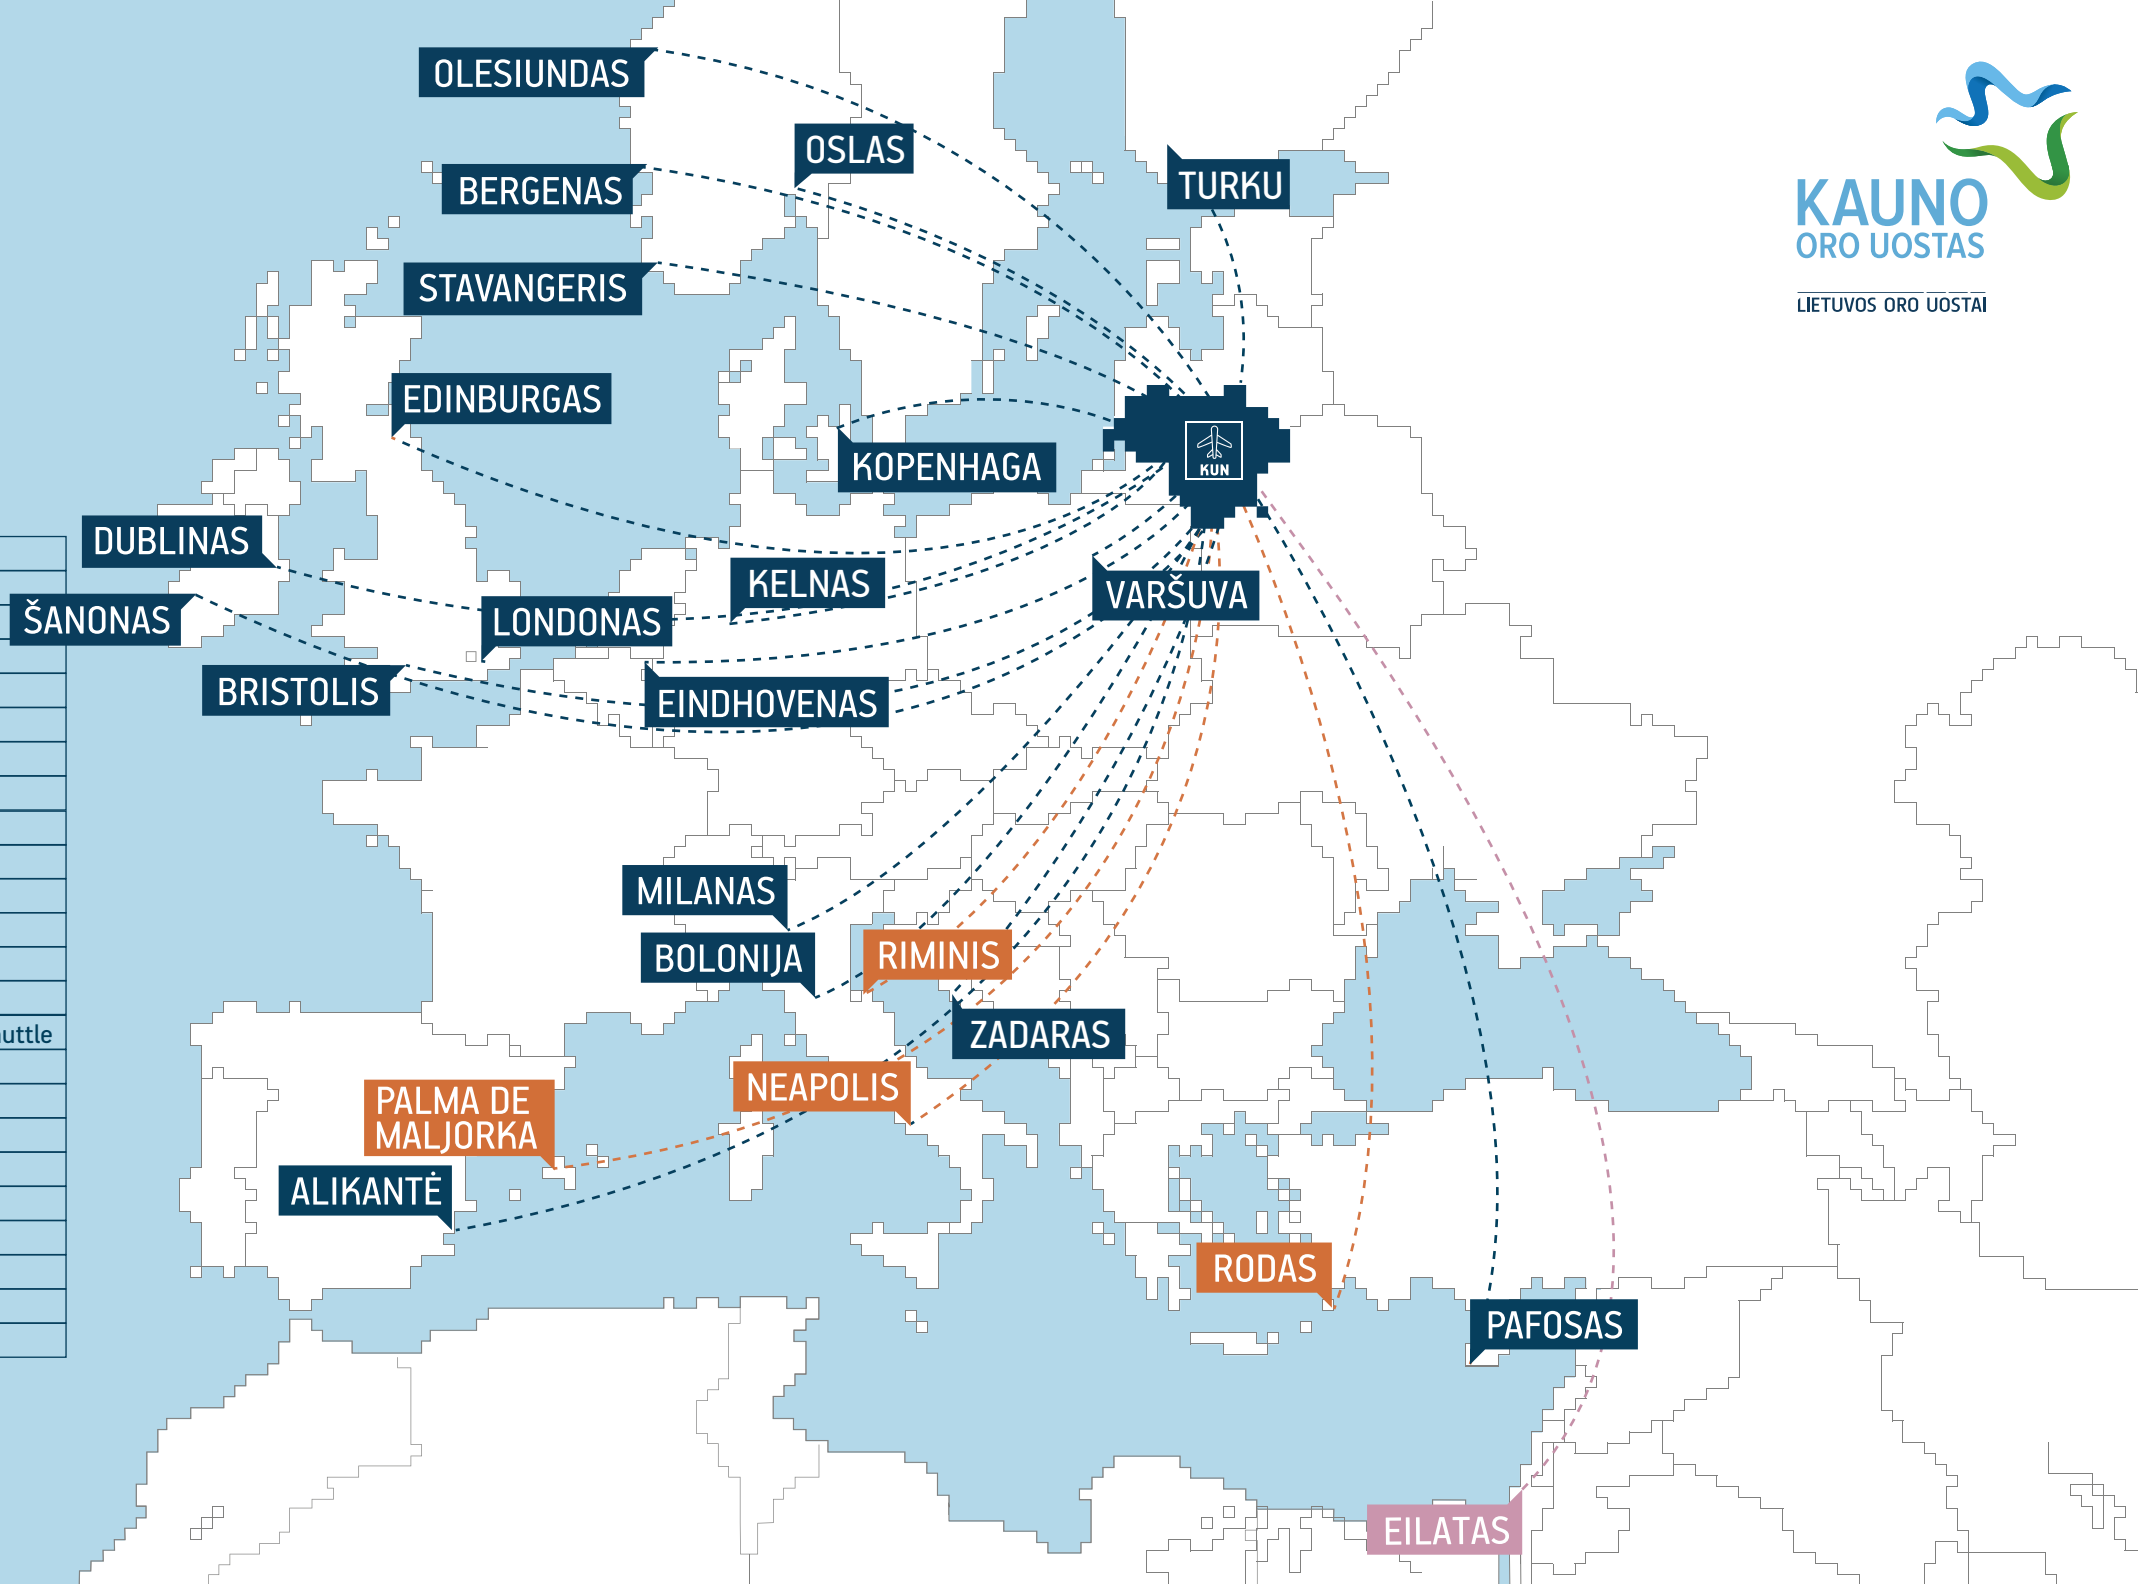 OLESIUNDAS
OSLAS
BERGENAS
TURKU
KAUNO
ORO UOSTAS
LIETUVOS ORO UOSTAI
STAVANGERIS
EDINBURGAS
KOPENHAGA
KUN
DUBLINAS
KELNAS
VARŠUVA
ŠANONAS
LONDONAS
BRISTOLIS
EINDHOVENAS
MILANAS
BOLONIJA
RIMINIS
ZADARAS
uttle
NEAPOLIS
PALMA DE
MALJORKA
ALIKANTĖ
RODAS
PAFOSAS
EILATAS